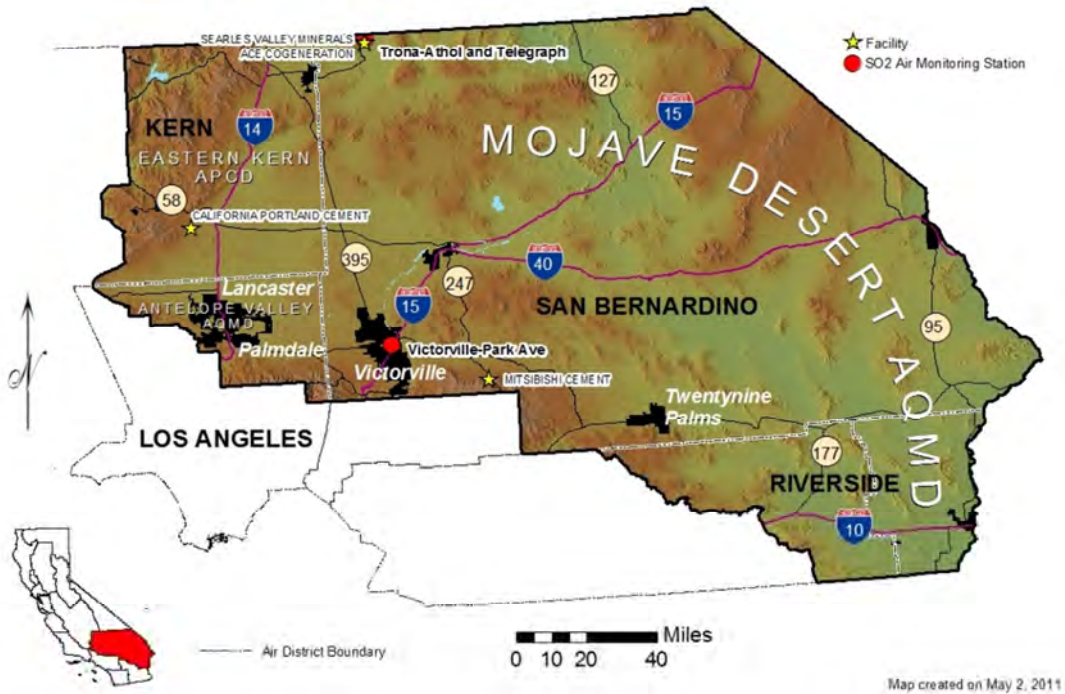 SEARLES VALLEY MINERALS
ACE COGENERATION
Trona-Athol and Telegraph
Facility
SO2 Air Monitoring Station
127
15
14
KERN
EASTERN KERN
APCD
MOJAVE DESERT AQMD
58
CALIFORNIA PORTLAND CEMENT
395
247
40
15
SAN BERNARDINO
Lancaster
ANTELOPE VALLEY
AQMD
Palmdale
Victorville-Park Ave
Victorville
MITSIBISHI CEMENT
95
Twentynine
Palms
LOS ANGELES
177
RIVERSIDE
10
N
Air District Boundary
Miles
0 10 20 40
Map created on May 2, 2011